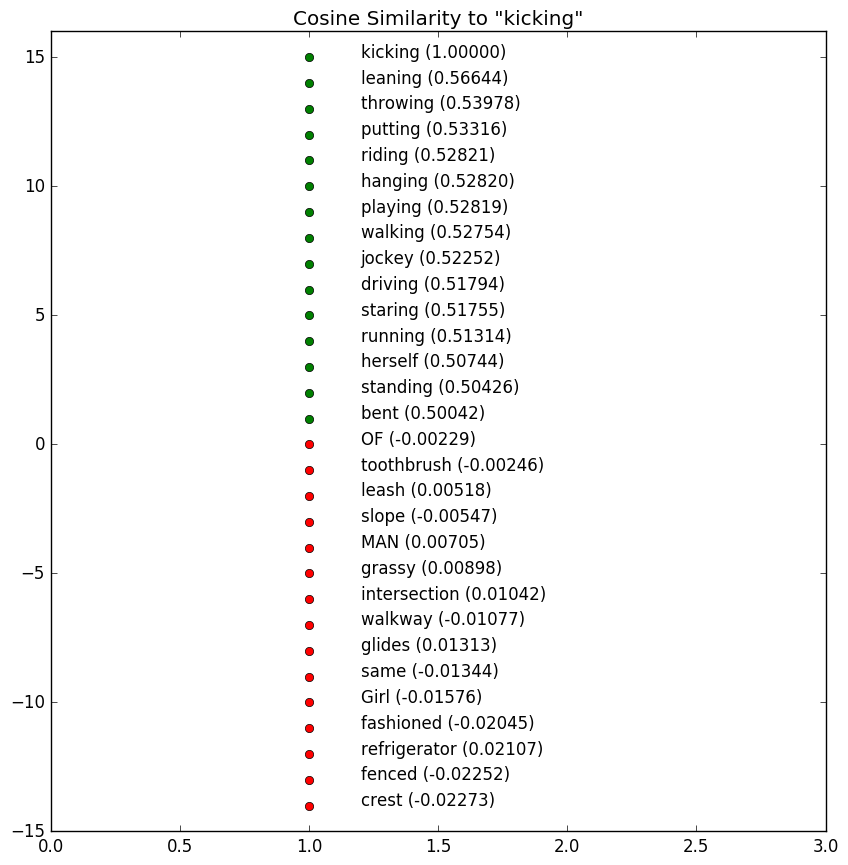 Cosine Similarity to "kicking"
15
kicking (1.00000)
leaning (0.56644)
throwing (0.53978)
putting (0.53316)
riding (0.52821)
10
hanging (0.52820)
playing (0.52819)
walking (0.52754)
jockey (0.52252)
driving (0.51794)
5
staring (0.51755)
running (0.51314)
herself (0.50744)
standing (0.50426)
bent (0.50042)
0
OF (-0.00229)
toothbrush (-0.00246)
leash (0.00518)
slope (-0.00547)
MAN (0.00705)
−5
grassy (0.00898)
intersection (0.01042)
walkway (-0.01077)
glides (0.01313)
same (-0.01344)
−10
Girl (-0.01576)
fashioned (-0.02045)
refrigerator (0.02107)
fenced (-0.02252)
crest (-0.02273)
−15
0.0 0.5 1.0 1.5 2.0 2.5 3.0